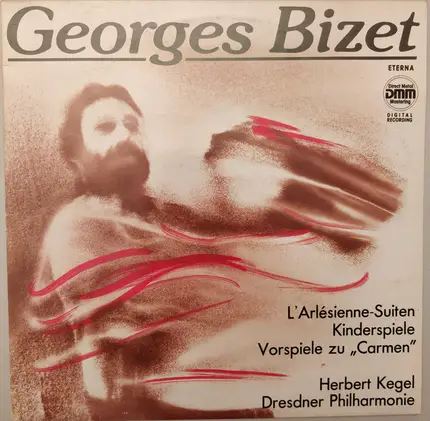 Georges Bizet
ETERNA
Direct Metal
DMM
Mastering
DIGITAL
RECORDING
L'Arlésienne-Suiten
Kinderspiele
Vorspiele zu „Carmen"
Herbert Kegel
Dresdner Philharmonie